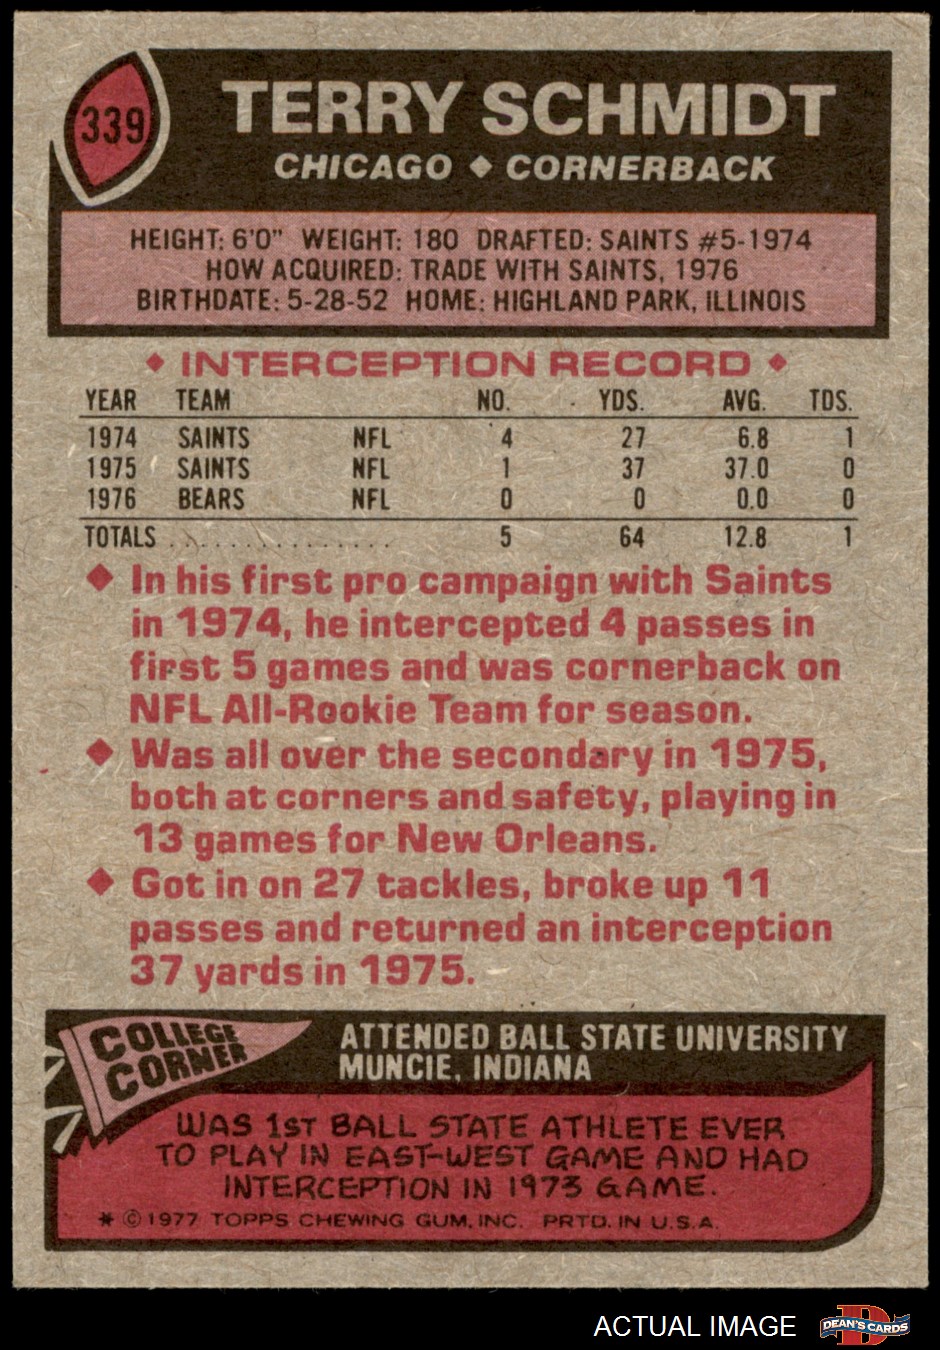 339
TERRY SCHMIDT
CHICAGO ♦ CORNERBACK
HEIGHT: 6'0" WEIGHT: 180 DRAFTED: SAINTS #5-1974
HOW ACQUIRED: TRADE WITH SAINTS, 1976
BIRTHDATE: 5-28-52 HOME: HIGHLAND PARK, ILLINOIS
♦ INTERCEPTION RECORD ♦
YEAR TEAM NO. YDS. AVG. TDS.
1974 SAINTS NFL 4 27 6.8 1
1975 SAINTS NFL 1 37 37.0 0
1976 BEARS NFL 0 0 0.0 0
TOTALS . . . . . . . . . . . . . . . 5 64 12.8 1
♦ In his first pro campaign with Saints
in 1974, he intercepted 4 passes in
first 5 games and was cornerback on
NFL All-Rookie Team for season.
♦ Was all over the secondary in 1975,
both at corners and safety, playing in
13 games for New Orleans.
♦ Got in on 27 tackles, broke up 11
passes and returned an interception
37 yards in 1975.
COLLEGE
CORNER
ATTENDED BALL STATE UNIVERSITY
MUNCIE, INDIANA
WAS 1ST BALL STATE ATHLETE EVER
TO PLAY IN EAST-WEST GAME AND HAD
INTERCEPTION IN 1973 GAME.
* © 1977 TOPPS CHEWING GUM, INC. PRTD. IN U.S.A.
ACTUAL IMAGE
D
DEAN'S CARDS